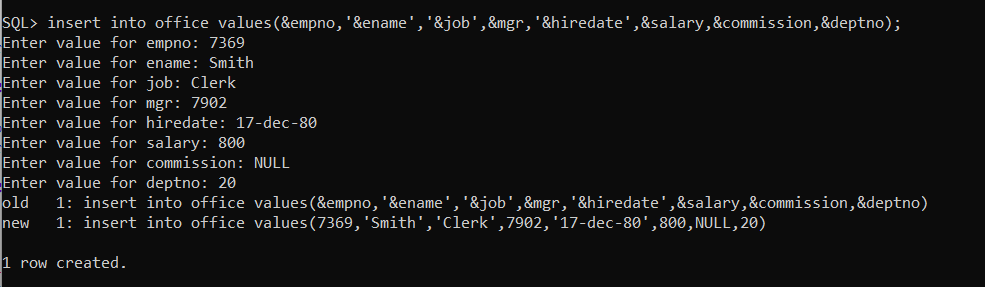 SQL> insert into office values(&empno,'&ename','&job',&mgr,'&hiredate',&salary,&commission,&deptno);
Enter value for empno: 7369
Enter value for ename: Smith
Enter value for job: Clerk
Enter value for mgr: 7902
Enter value for hiredate: 17-dec-80
Enter value for salary: 800
Enter value for commission: NULL
Enter value for deptno: 20
old   1: insert into office values(&empno,'&ename','&job',&mgr,'&hiredate',&salary,&commission,&deptno)
new   1: insert into office values(7369,'Smith','Clerk',7902,'17-dec-80',800,NULL,20)
1 row created.